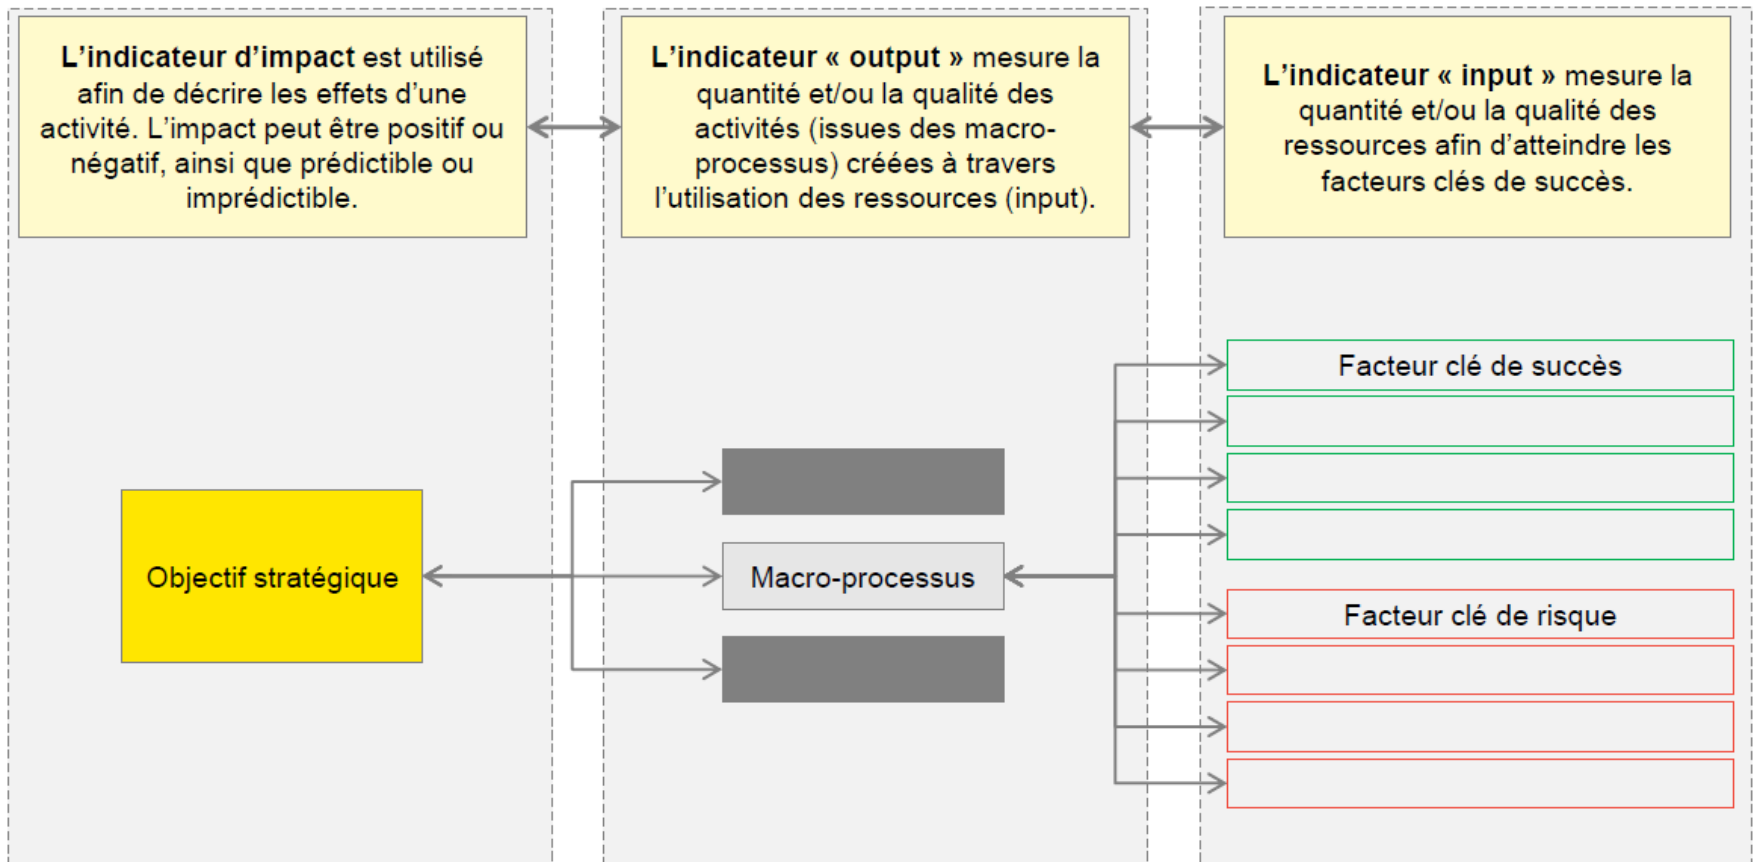 L’indicateur d’impact est utilisé
afin de décrire les effets d’une
activité. L’impact peut être positif ou
négatif, ainsi que prédictible ou
imprédictible.
L’indicateur « output » mesure la
quantité et/ou la qualité des
activités (issues des macro-
processus) créées à travers
l’utilisation des ressources (input).
L’indicateur « input » mesure la
quantité et/ou la qualité des
ressources afin d’atteindre les
facteurs clés de succès.
Objectif stratégique
Macro-processus
Facteur clé de succès
Facteur clé de risque